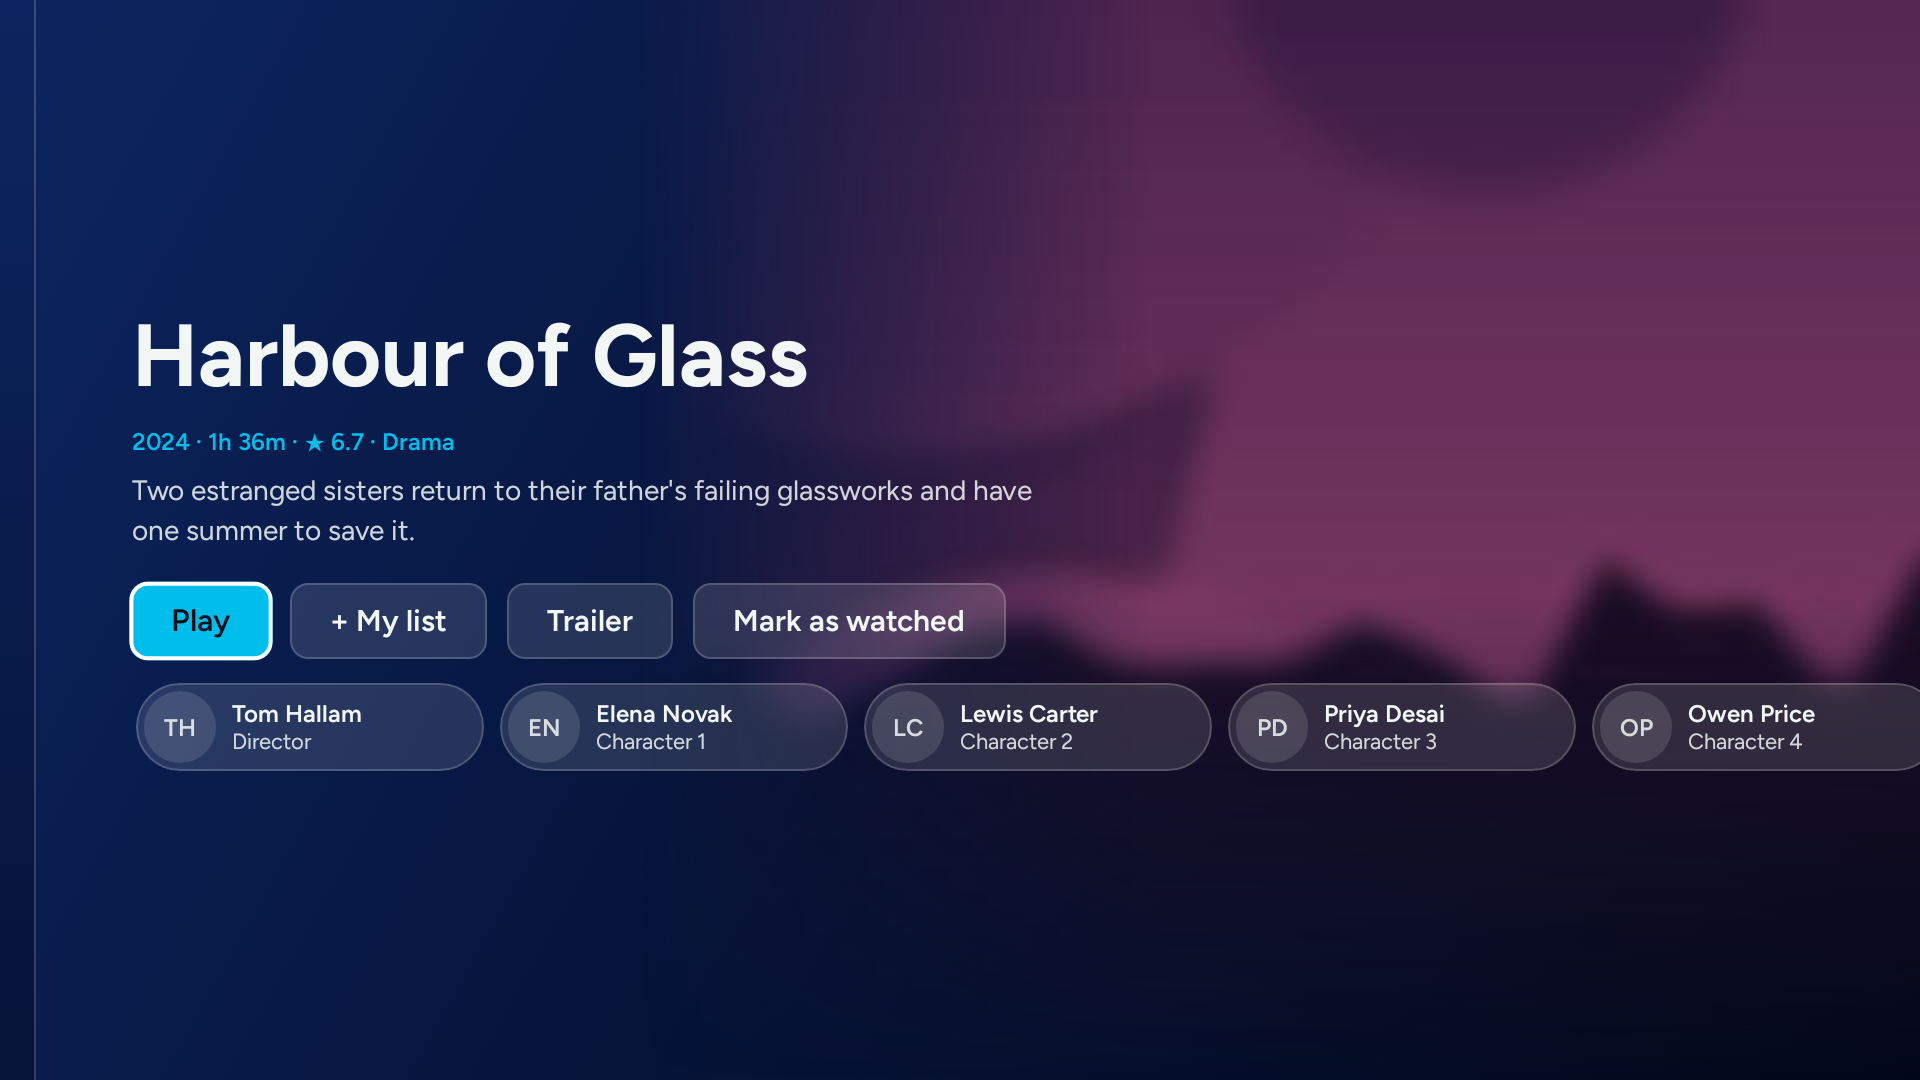 Harbour of Glass
2024 · 1h 36m · ★ 6.7 · Drama
Two estranged sisters return to their father's failing glassworks and have
one summer to save it.
Play
+ My list
Trailer
Mark as watched
TH
Tom Hallam
Director
EN
Elena Novak
Character 1
LC
Lewis Carter
Character 2
PD
Priya Desai
Character 3
OP
Owen Price
Character 4